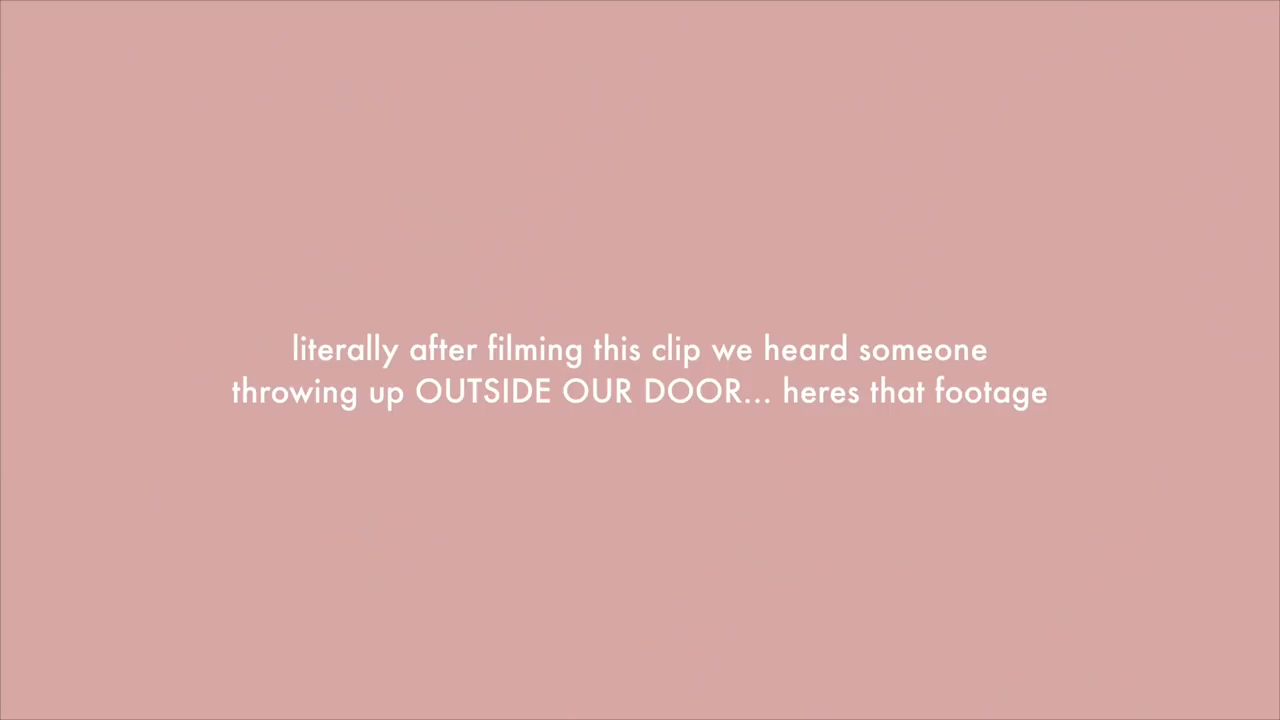 literally after filming this clip we heard someone
throwing up OUTSIDE OUR DOOR... heres that footage